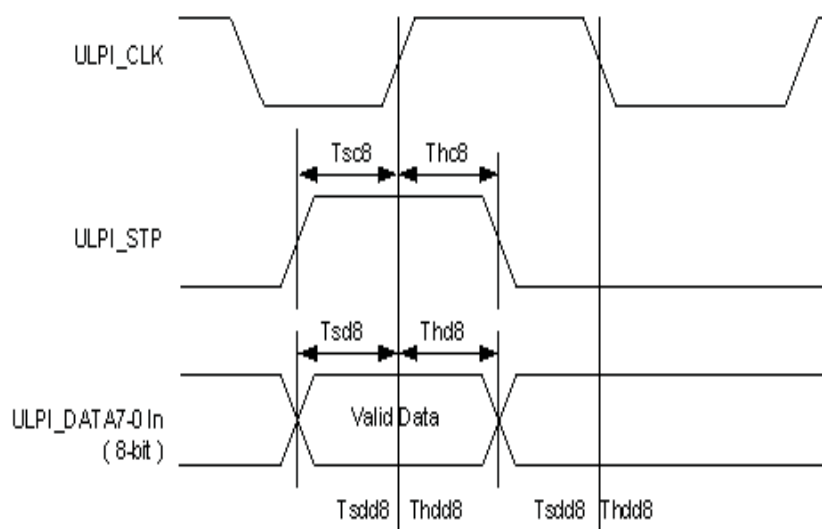 ULPI_CLK
Tsc8 Thc8
ULPI_STP
Tsd8 Thd8
ULPI_DATA7-0 In
( 8-bit )
Valid Data
Tsdd8 Thdd8 Tsdd8 Thdd8